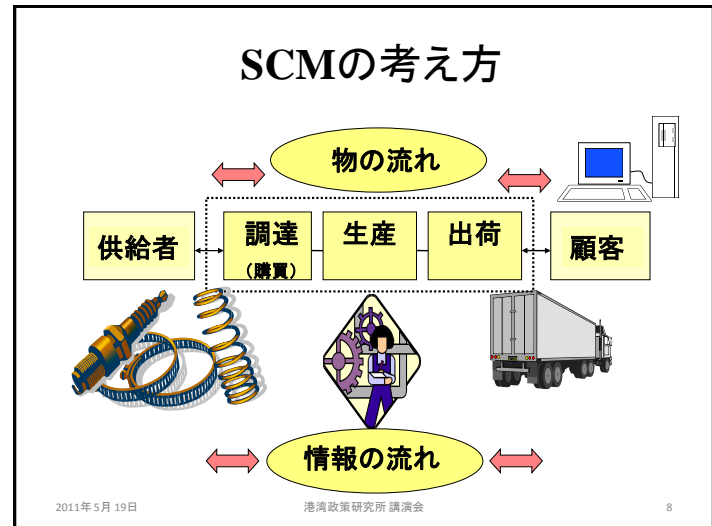 SCMの考え方
物の流れ
供給者
調達
(購買)
生産
出荷
顧客
情報の流れ
2011年5月19日
港湾政策研究所 講演会
8